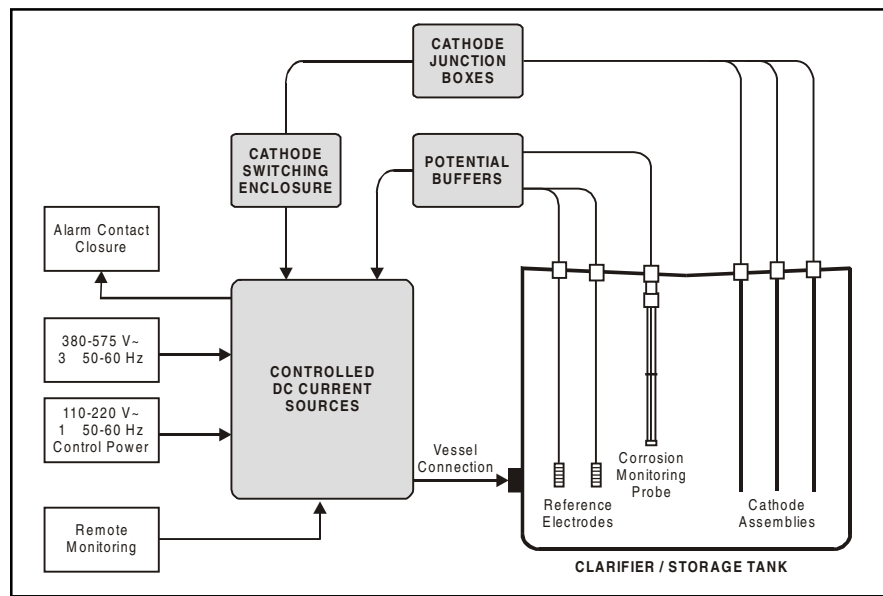 CATHODE
JUNCTION
BOXES
CATHODE
SWITCHING
ENCLOSURE
POTENTIAL
BUFFERS
Alarm Contact
Closure
380-575 V~
3 50-60 Hz
110-220 V~
1 50-60 Hz
Control Power
Remote
Monitoring
CONTROLLED
DC CURRENT
SOURCES
Vessel
Connection
Reference
Electrodes
Corrosion
Monitoring
Probe
Cathode
Assemblies
CLARIFIER / STORAGE TANK